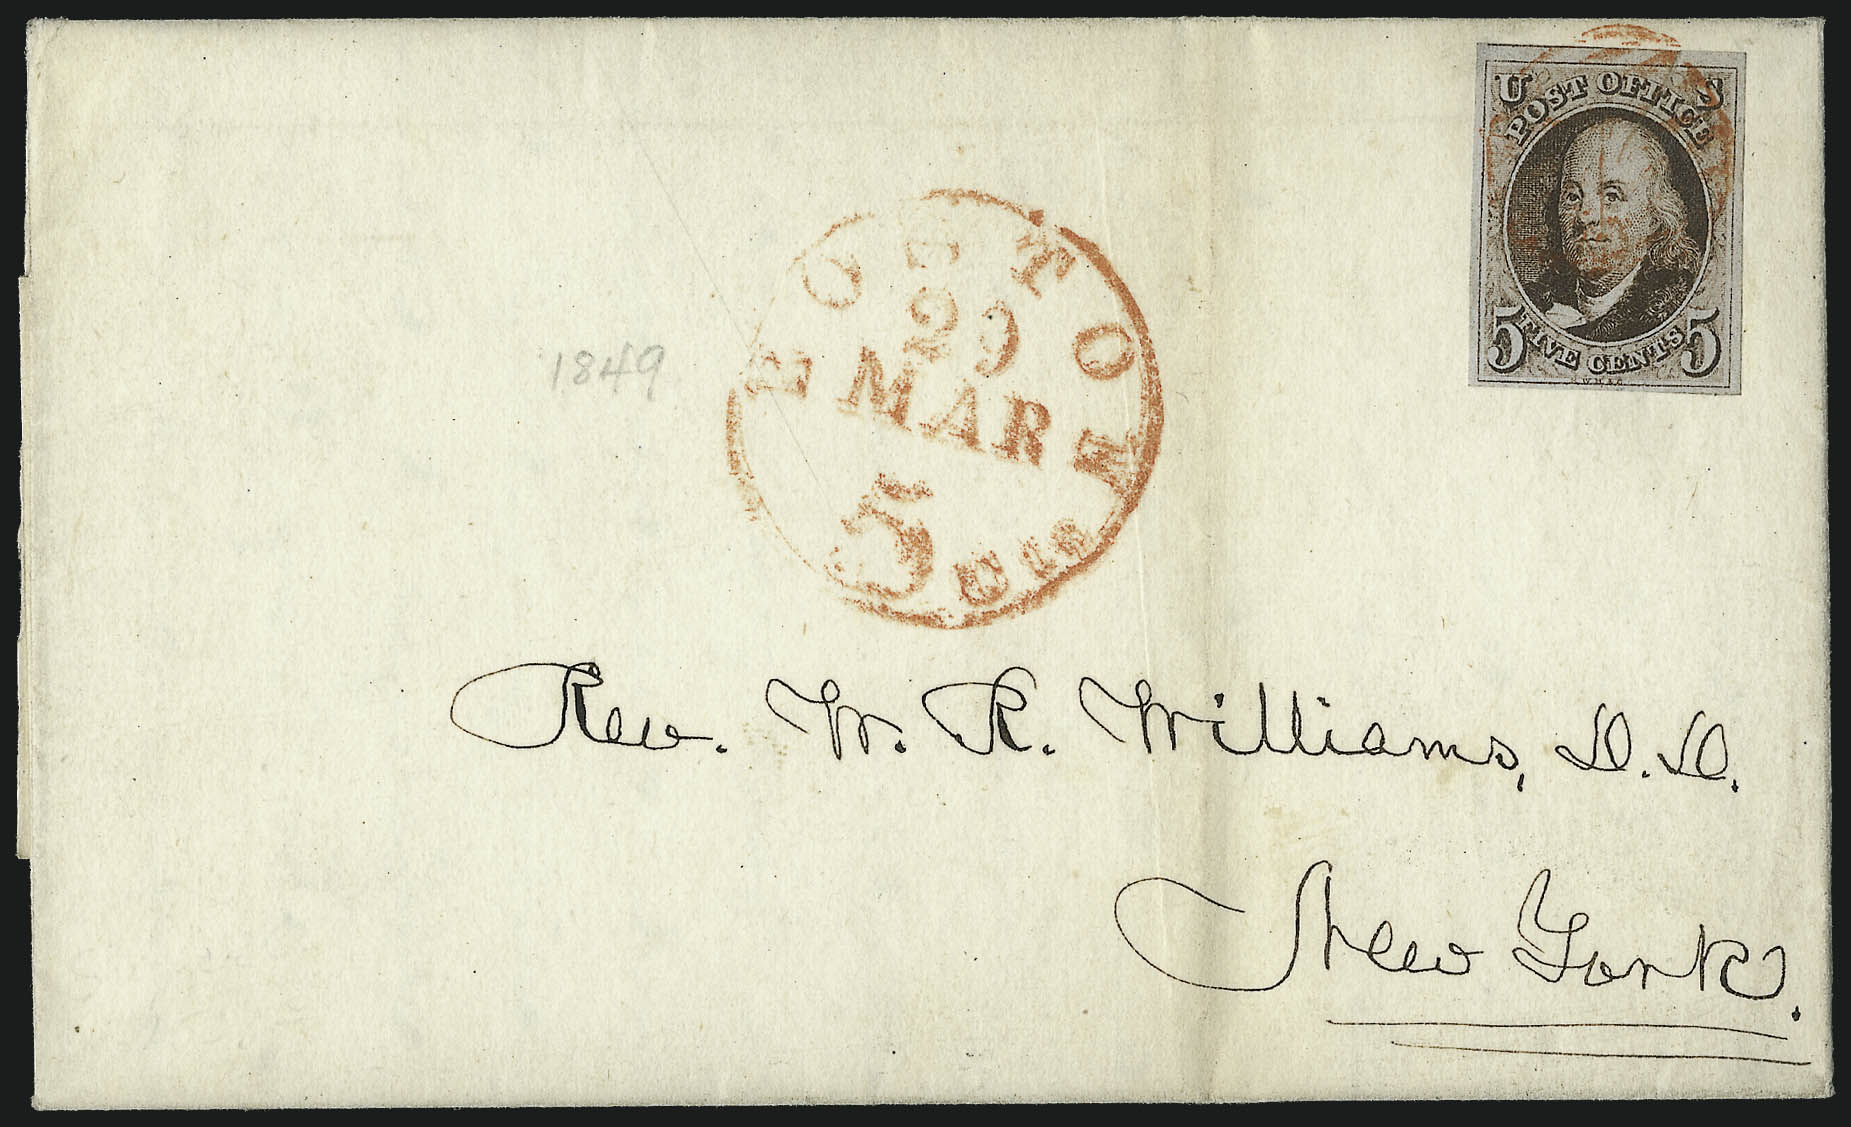 U S
POST OFFICE
5 FIVE CENTS 5
BOSTON
29
MAR
5
1849
Rev. W. R. Williams, D.D.
New York.